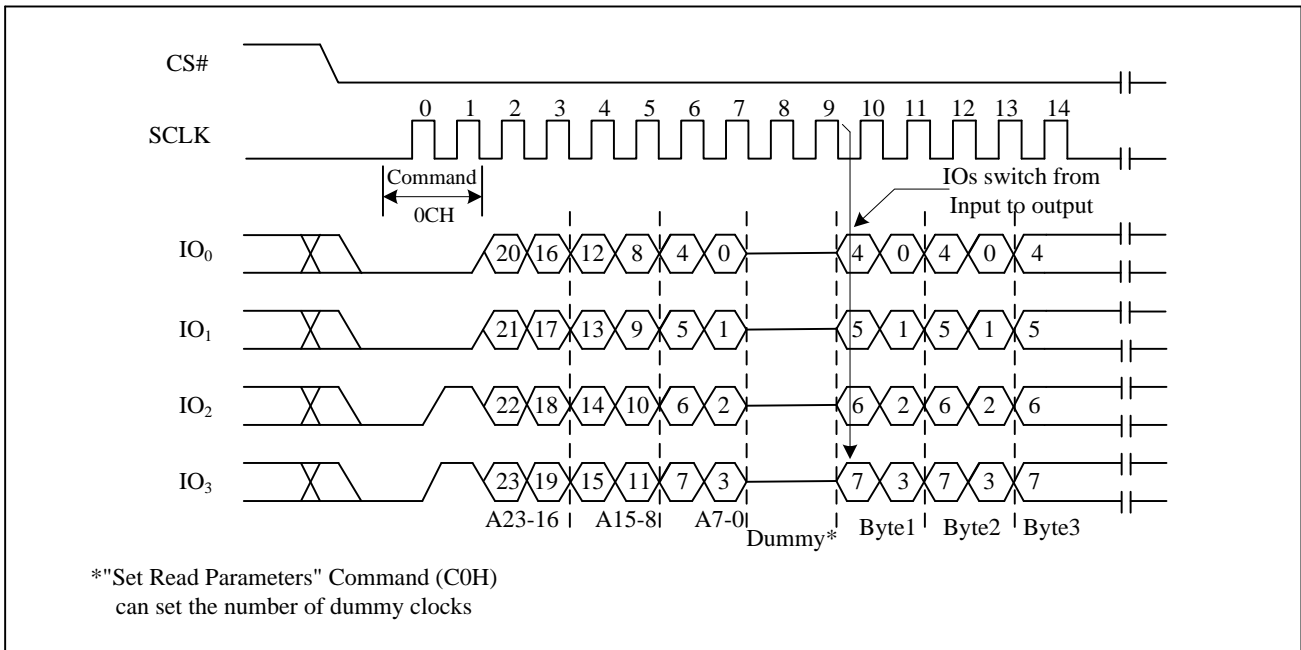 CS#
0 1 2 3 4 5 6 7 8 9 10 11 12 13 14
SCLK
Command
0CH
IOs switch from
Input to output
IO0 20 16 12 8 4 0 4 0 4 0 4
IO1 21 17 13 9 5 1 5 1 5 1 5
IO2 22 18 14 10 6 2 6 2 6 2 6
IO3 23 19 15 11 7 3 7 3 7 3 7
A23-16 A15-8 A7-0 Dummy* Byte1 Byte2 Byte3
*"Set Read Parameters" Command (C0H)
can set the number of dummy clocks